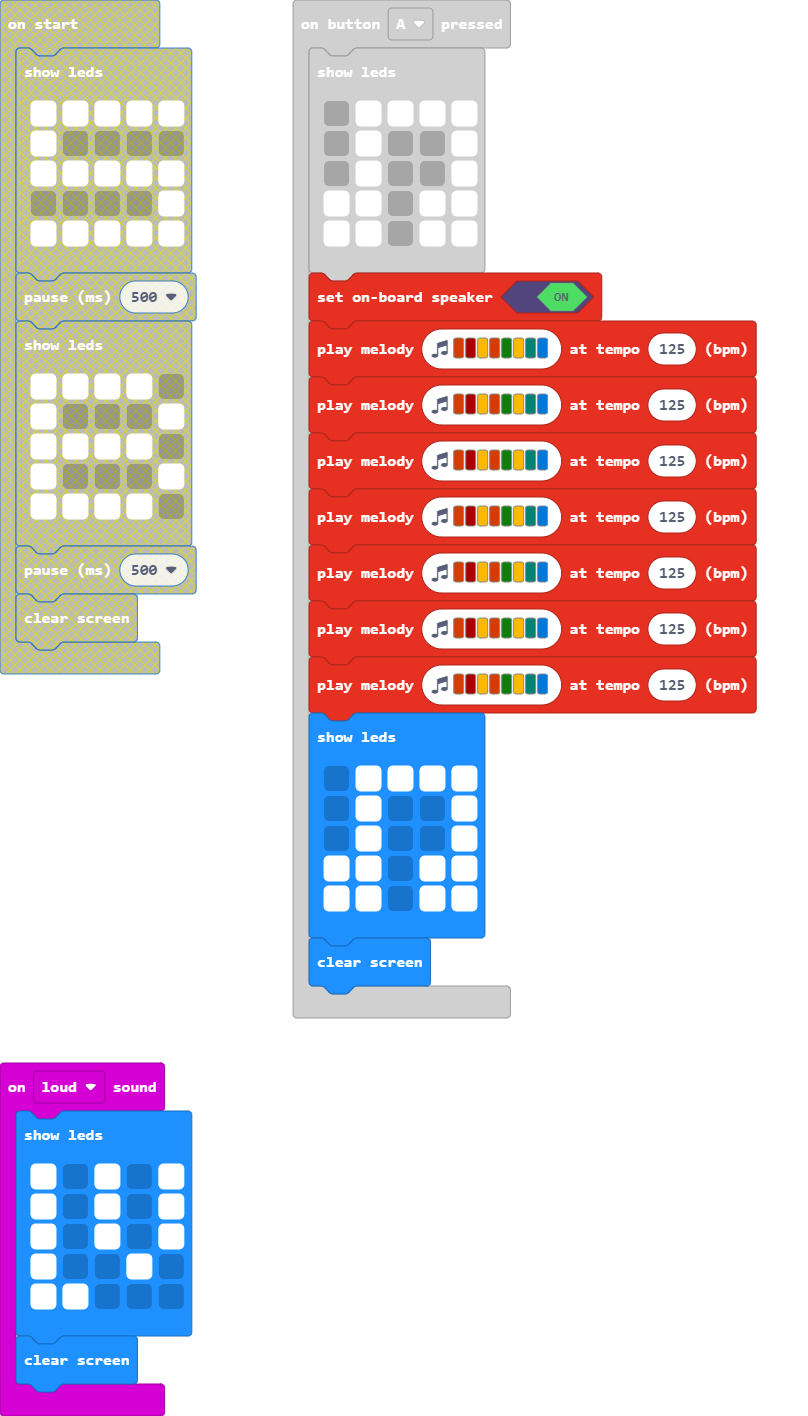 on start
show leds
pause (ms) 500
show leds
pause (ms) 500
clear screen
on button A pressed
show leds
set on-board speaker ON
play melody at tempo 125 (bpm)
play melody at tempo 125 (bpm)
play melody at tempo 125 (bpm)
play melody at tempo 125 (bpm)
play melody at tempo 125 (bpm)
play melody at tempo 125 (bpm)
play melody at tempo 125 (bpm)
show leds
clear screen
on loud sound
show leds
clear screen